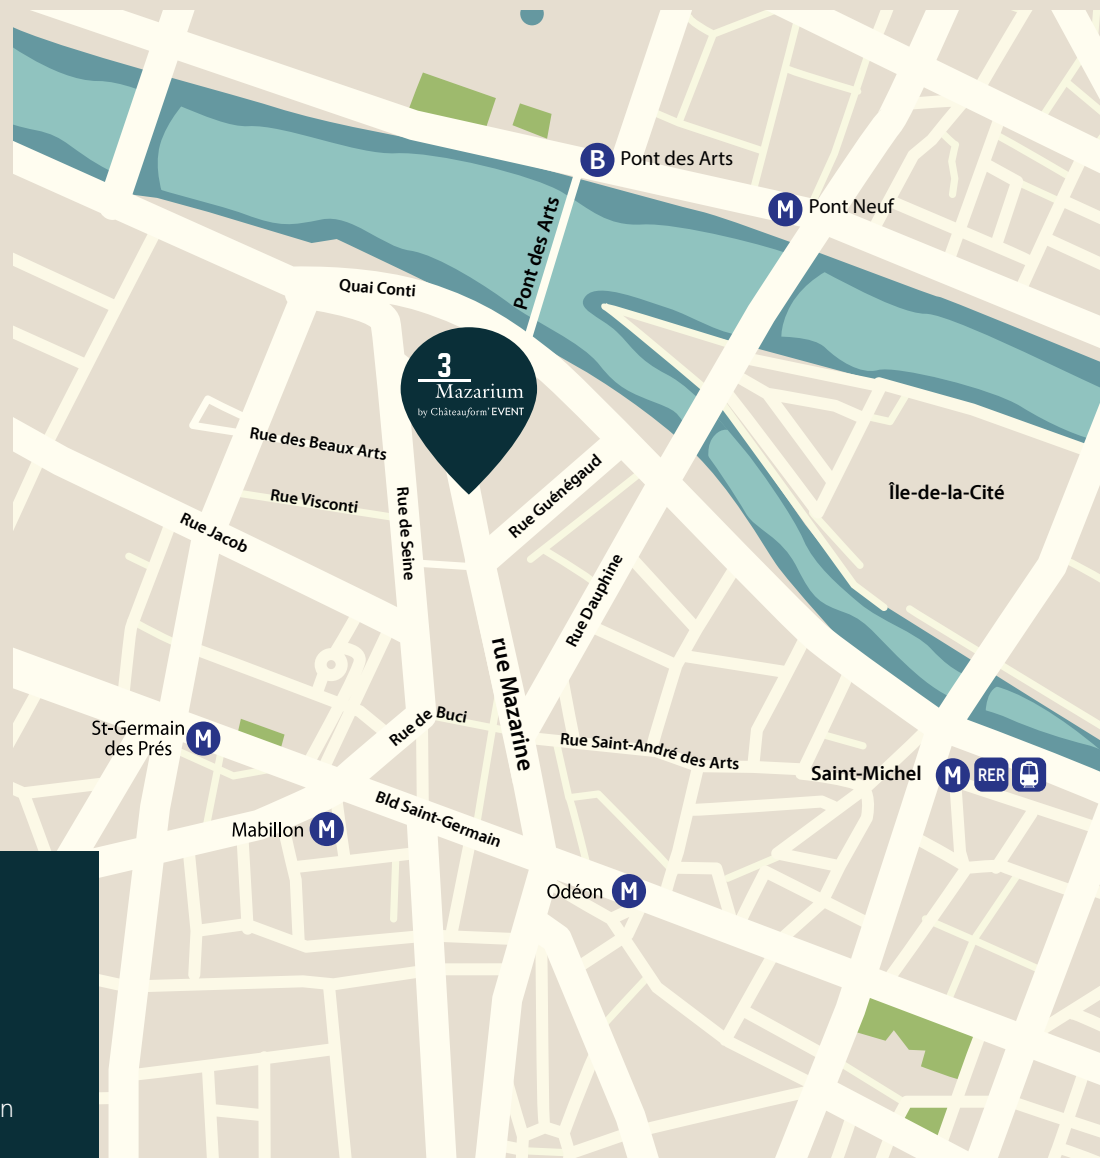 B Pont des Arts
M Pont Neuf
Pont des Arts
Quai Conti
3
Mazarium
by Châteauform' EVENT
Rue des Beaux Arts
Rue Visconti
Rue de Seine
Rue Guénégaud
Île-de-la-Cité
Rue Jacob
Rue Dauphine
rue Mazarine
St-Germain
des Prés M
Rue de Buci
Rue Saint-André des Arts
Saint-Michel M RER
Mabillon M
Bld Saint-Germain
Odéon M
n